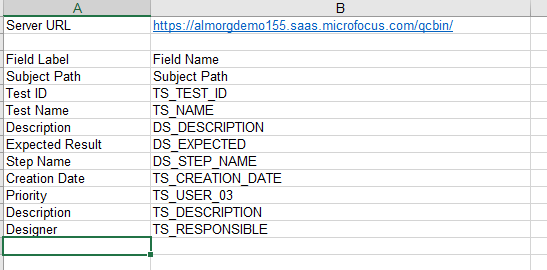 A B
Server URL https://almorgdemo155.saas.microfocus.com/qcbin/
Field Label Field Name
Subject Path Subject Path
Test ID TS_TEST_ID
Test Name TS_NAME
Description DS_DESCRIPTION
Expected Result DS_EXPECTED
Step Name DS_STEP_NAME
Creation Date TS_CREATION_DATE
Priority TS_USER_03
Description TS_DESCRIPTION
Designer TS_RESPONSIBLE